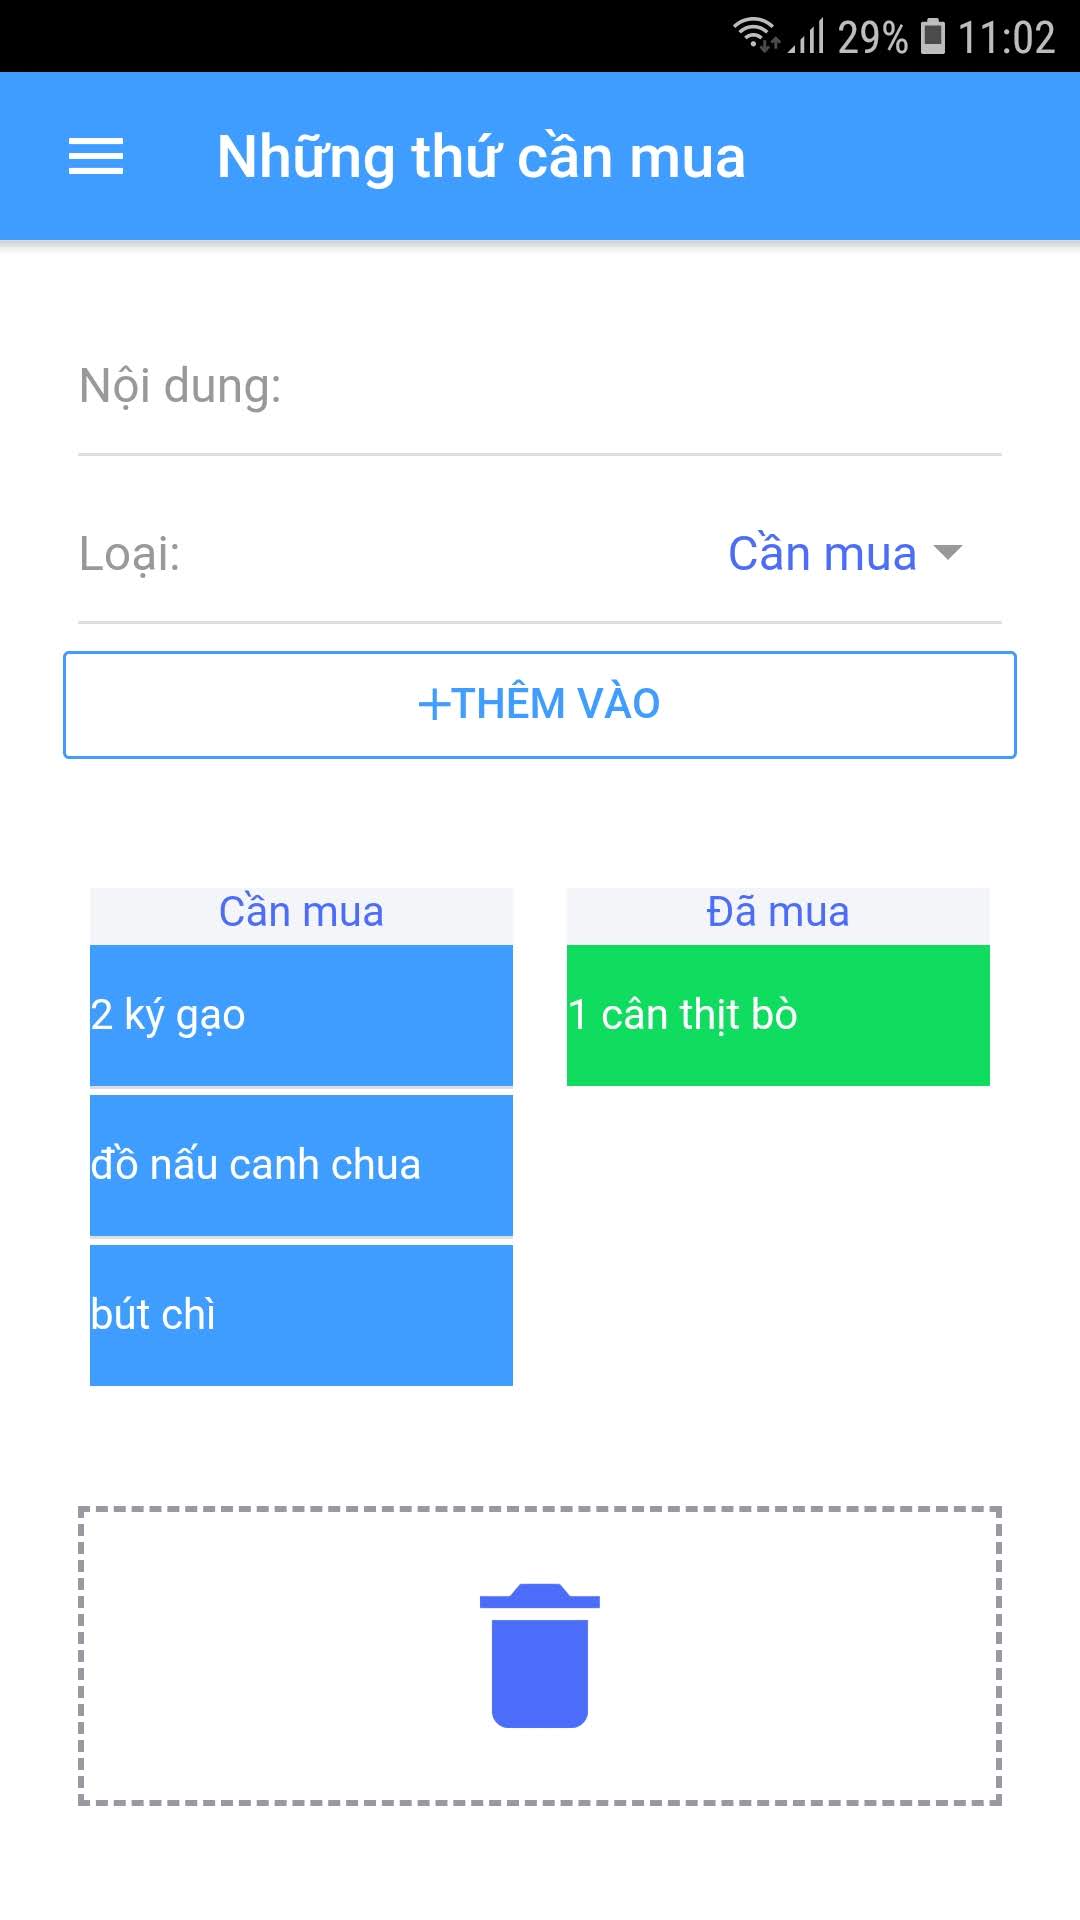 29% 11:02
Những thứ cần mua
Nội dung:
Loại: Cần mua
+THÊM VÀO
Cần mua
2 ký gạo
đồ nấu canh chua
bút chì
Đã mua
1 cân thịt bò